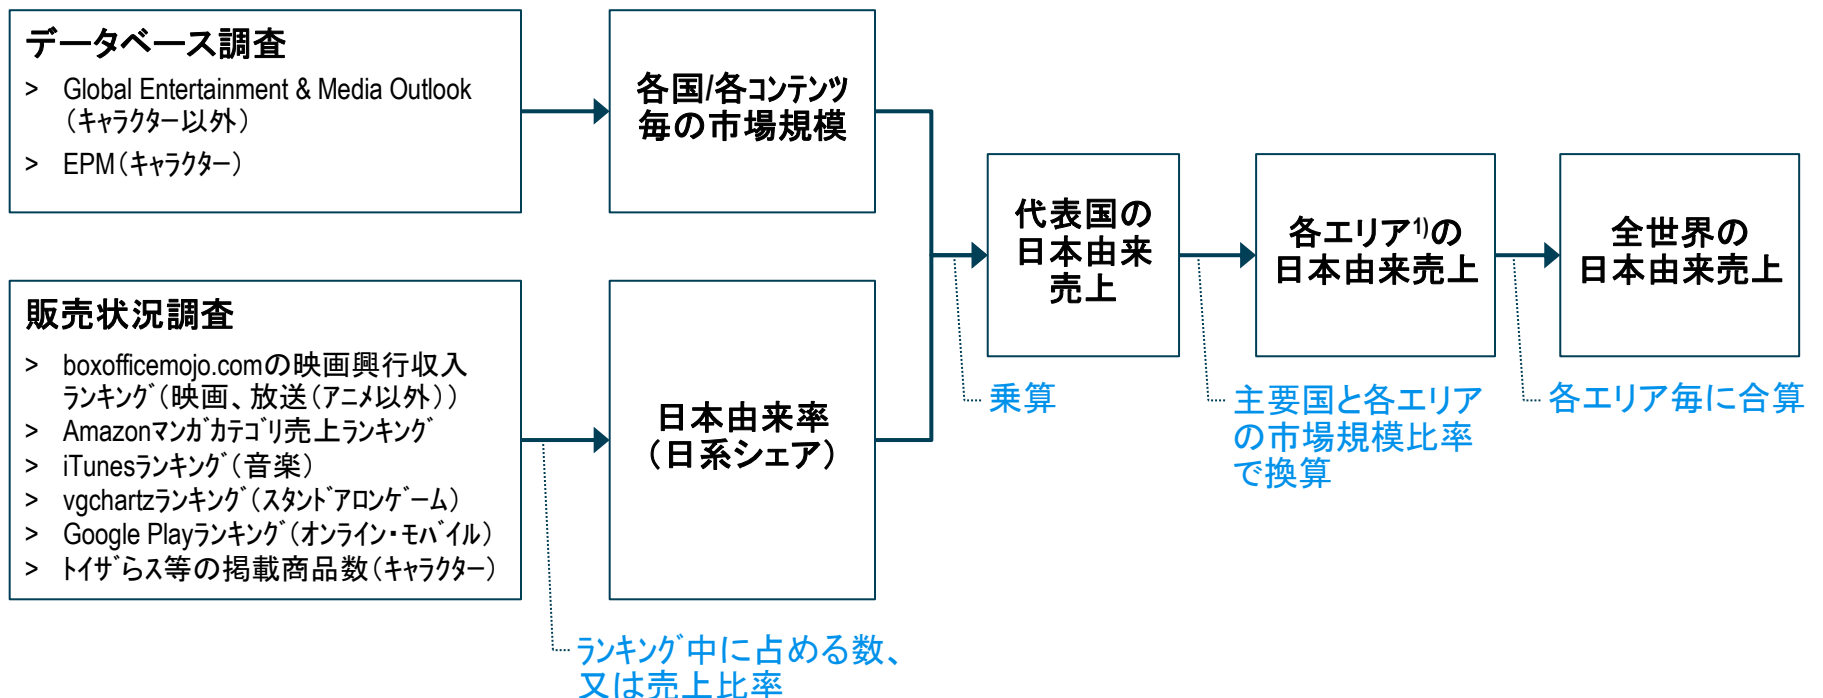 データベース調査
> Global Entertainment & Media Outlook
（ｷｬﾗｸﾀｰ以外）
> EPM（ｷｬﾗｸﾀｰ）
各国/各ｺﾝﾃﾝﾂ
毎の市場規模
販売状況調査
> boxofficemojo.comの映画興行収入
ﾗﾝｷﾝｸﾞ（映画、放送（ｱﾆﾒ以外））
> Amazonﾏﾝｶﾞｶﾃｺﾞﾘ売上ﾗﾝｷﾝｸﾞ
> iTunesﾗﾝｷﾝｸﾞ（音楽）
> vgchartzﾗﾝｷﾝｸﾞ（ｽﾀﾝﾄﾞｱﾛﾝｹﾞｰﾑ）
> Google Playﾗﾝｷﾝｸﾞ（ｵﾝﾗｲﾝ・ﾓﾊﾞｲﾙ）
> ﾄｲｻﾞらｽ等の掲載商品数（ｷｬﾗｸﾀｰ）
日本由来率
（日系シェア）
ﾗﾝｷﾝｸﾞ中に占める数、
又は売上比率
代表国の
日本由来
売上
乗算
各エリア1)の
日本由来売上
主要国と各エリア
の市場規模比率
で換算
全世界の
日本由来売上
各エリア毎に合算